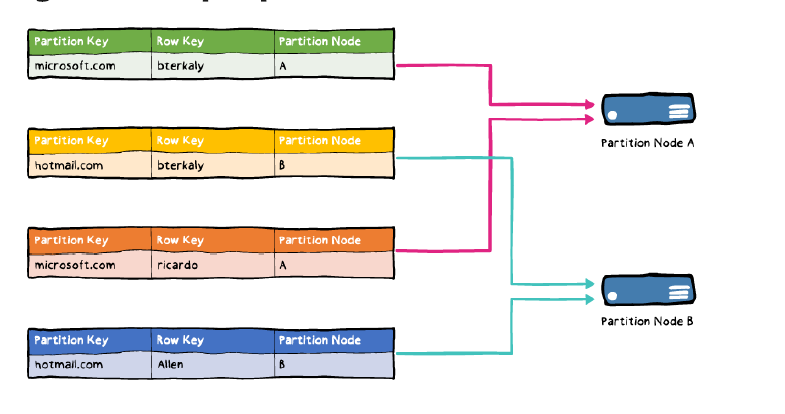 Partition Key Row Key Partition Node
microsoft.com bterkaly A
Partition Key Row Key Partition Node
hotmail.com bterkaly B
Partition Key Row Key Partition Node
microsoft.com ricardo A
Partition Key Row Key Partition Node
hotmail.com Allen B
Partition Node A
Partition Node B